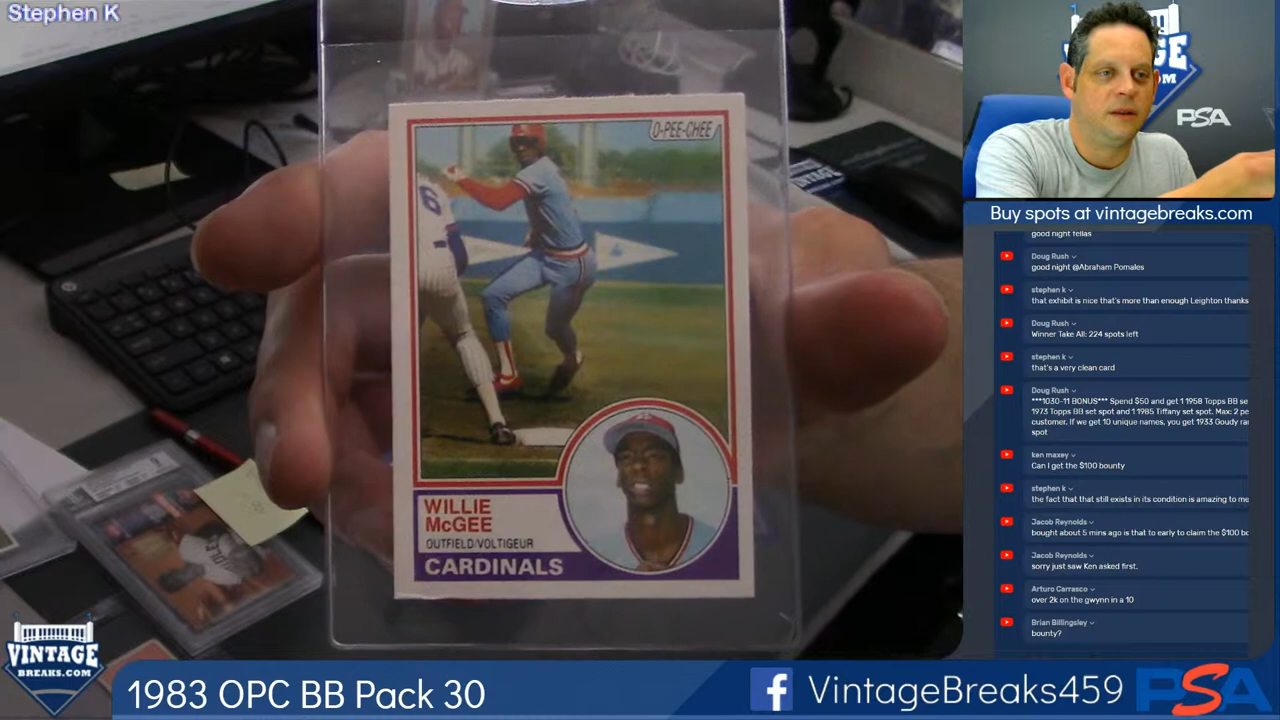 Stephen K
O-PEE-CHEE
6
WILLIE
McGEE
OUTFIELD/VOLTIGEUR
CARDINALS
PSA
Buy spots at vintagebreaks.com
good night fellas
Doug Rush
good night @Abraham Pomales
stephen k
that exhibit is nice that's more than enough Leighton thanks
Doug Rush
Winner Take All: 224 spots left
stephen k
that's a very clean card
Doug Rush
***1030-11 BONUS*** Spend $50 and get 1 1958 Topps BB se
1973 Topps BB set spot and 1 1985 Tiffany set spot. Max: 2 pe
customer. If we get 10 unique names, you get 1933 Goudy ra
spot
ken maxey
Can I get the $100 bounty
stephen k
the fact that that still exists in its condition is amazing to me
Jacob Reynolds
bought about 5 mins ago is that to early to claim the $100 bo
Jacob Reynolds
sorry just saw Ken asked first.
Arturo Carrasco
over 2k on the gwynn in a 10
Brian Billingsley
bounty?
VINTAGE
BREAKS.COM
1983 OPC BB Pack 30
VintageBreaks459
PSA